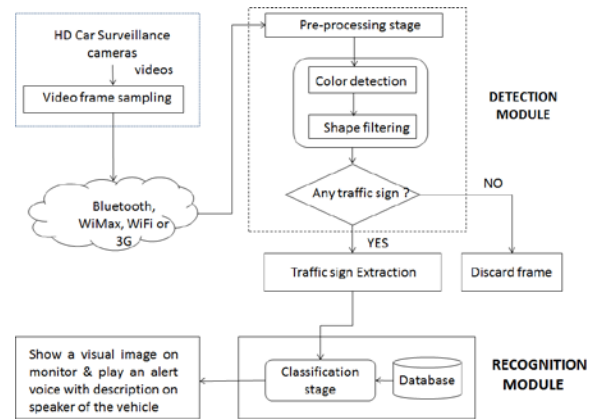 HD Car Surveillance
cameras
videos
Video frame sampling
Bluetooth,
WiMax, WiFi or
3G
Pre-processing stage
Color detection
Shape filtering
DETECTION
MODULE
Any traffic sign ?
NO
YES
Traffic sign Extraction
Discard frame
Show a visual image on
monitor & play an alert
voice with description on
speaker of the vehicle
Classification
stage
Database
RECOGNITION
MODULE